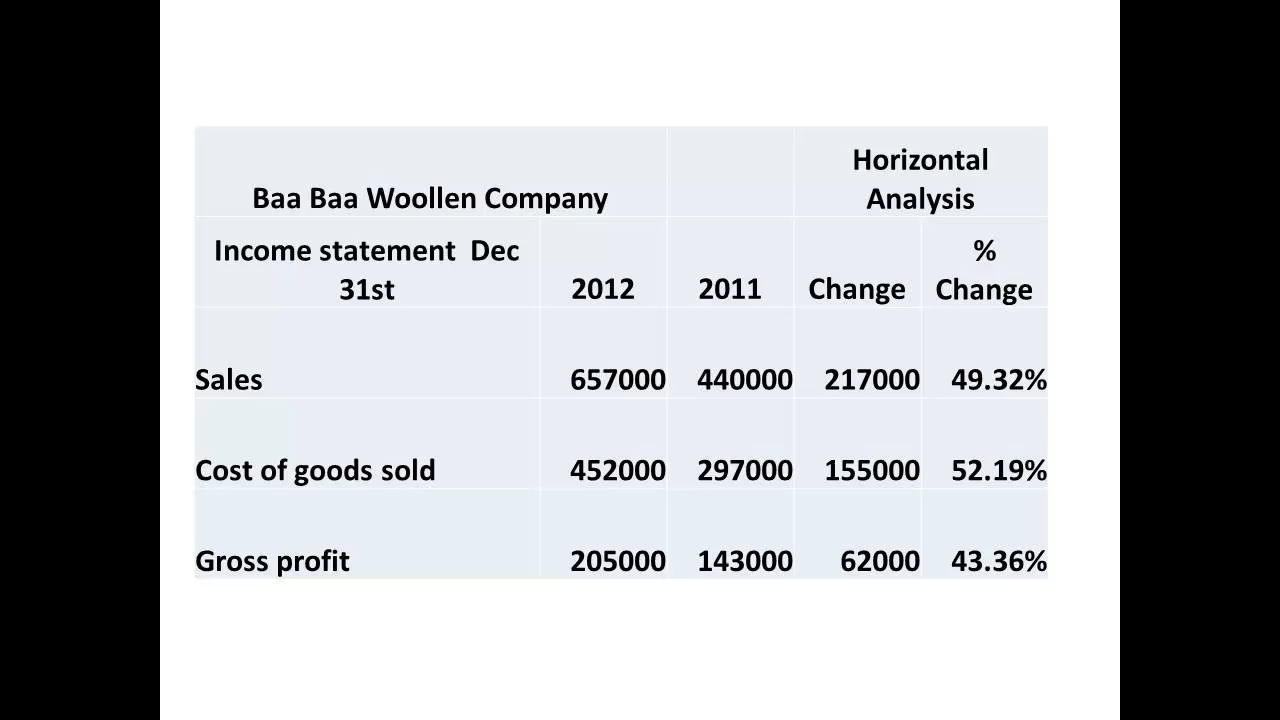 Horizontal
Baa Baa Woollen Company Analysis
Income statement  Dec %
31st 2012 2011 Change Change
Sales 657000 440000 217000 49.32%
Cost of goods sold 452000 297000 155000 52.19%
Gross profit 205000 143000 62000 43.36%